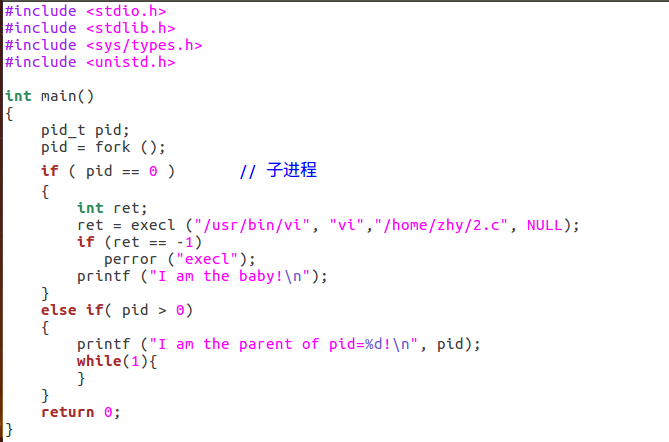 #include <stdio.h>
#include <stdlib.h>
#include <sys/types.h>
#include <unistd.h>
int main()
{
    pid_t pid;
    pid = fork ();
    if ( pid == 0 )       // 子进程
    {
        int ret;
        ret = execl ("/usr/bin/vi", "vi","/home/zhy/2.c", NULL);
        if (ret == -1)
           perror ("execl");
        printf ("I am the baby!\n");
    }
    else if( pid > 0)
    {
        printf ("I am the parent of pid=%d!\n", pid);
        while(1){
        }
    }
    return 0;
}